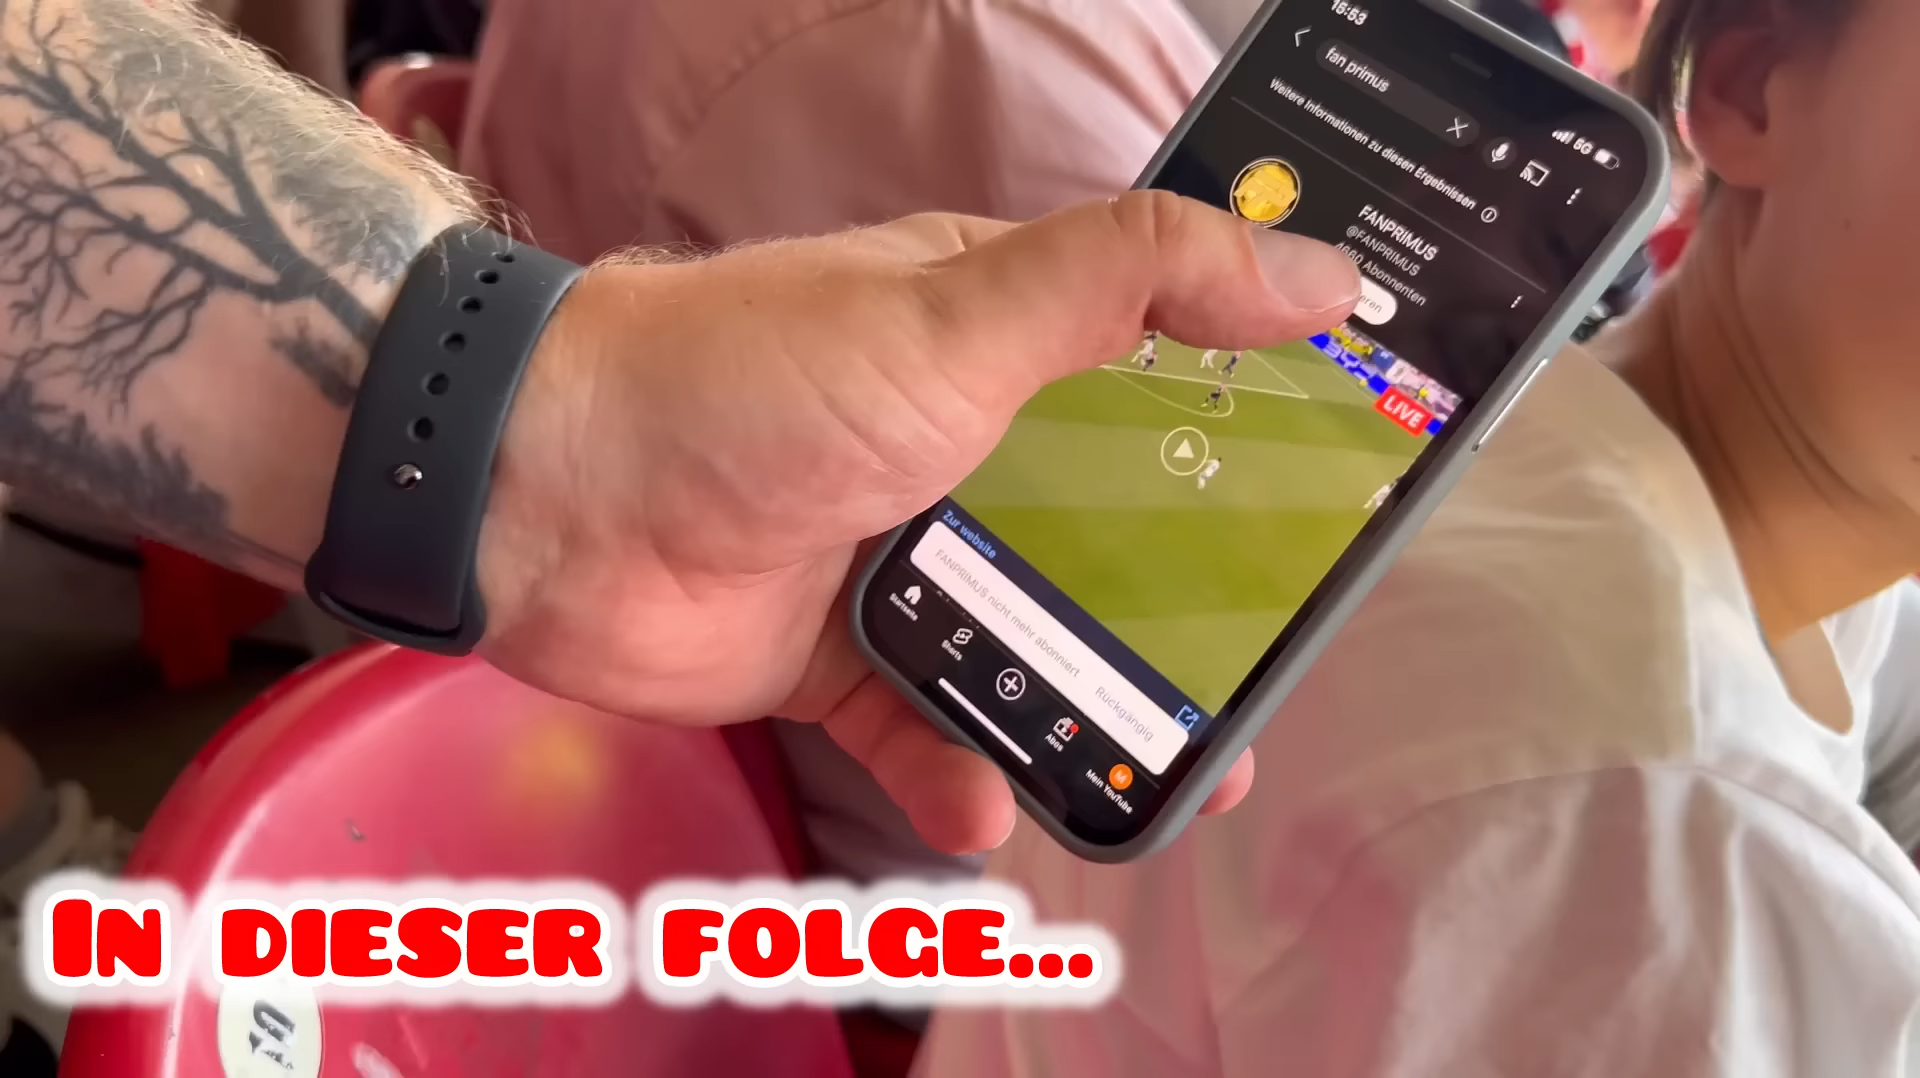 15:53
5G
fan primus
Weitere Informationen zu diesen Ergebnissen
FANPRIMUS
@FANPRIMUS
4660 Abonnenten
LIVE
Zur website
FANPRIMUS nicht mehr abonniert Rückgängig
Startseite
Shorts
Abos
M
Mein YouTube
In dieser folge...